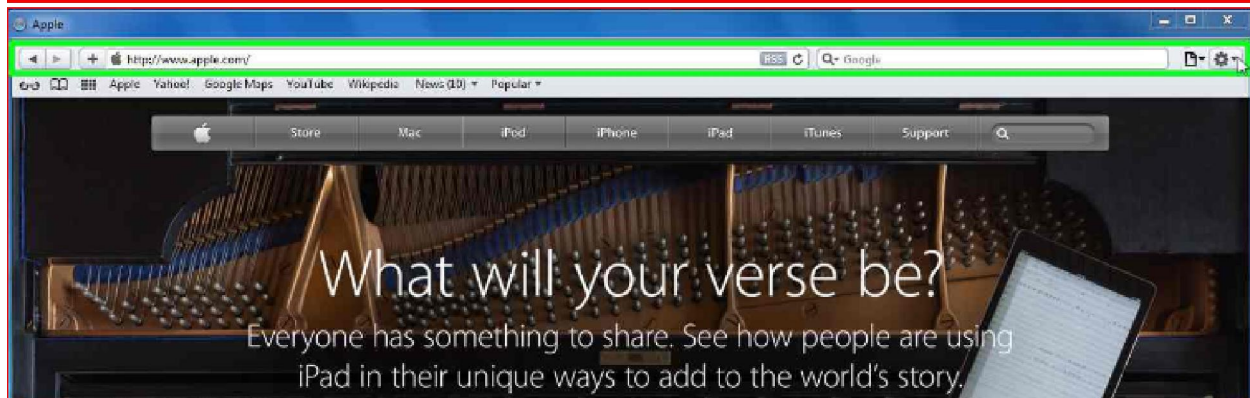 Apple
http://www.apple.com/ RSS Google
Apple Yahoo! Google Maps YouTube Wikipedia News (10) Popular
Store Mac iPod iPhone iPad iTunes Support
What will your verse be?
Everyone has something to share. See how people are using
iPad in their unique ways to add to the world's story.